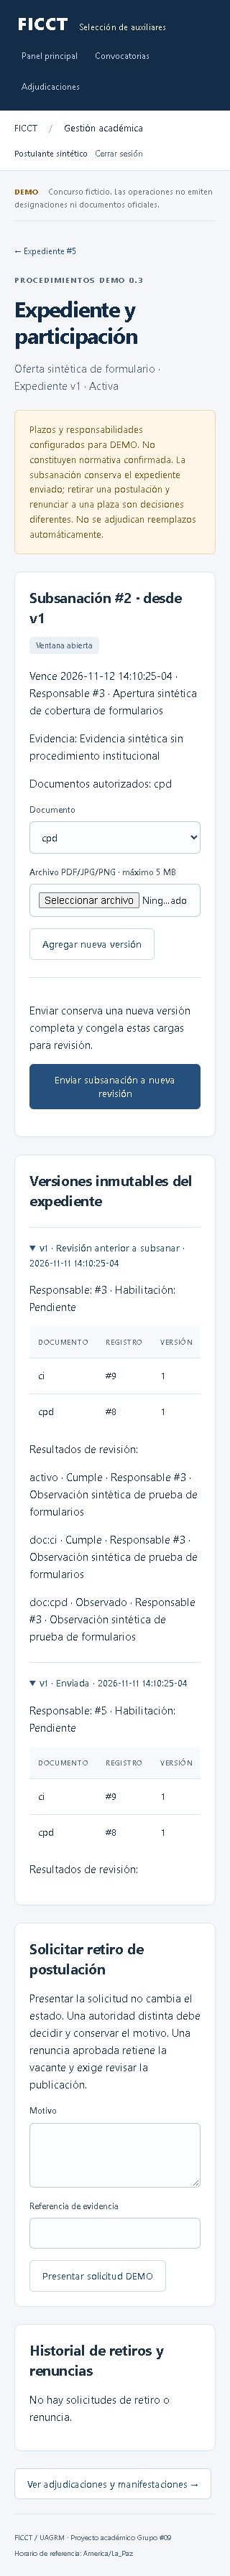 FICCT Selección de auxiliares
Panel principal Convocatorias
Adjudicaciones
FICCT / Gestión académica
Postulante sintético Cerrar sesión
DEMO Concurso ficticio. Las operaciones no emiten
designaciones ni documentos oficiales.
← Expediente #5
PROCEDIMIENTOS DEMO 0.3
Expediente y
participación
Oferta sintética de formulario ·
Expediente v1 · Activa
Plazos y responsabilidades
configurados para DEMO. No
constituyen normativa confirmada. La
subsanación conserva el expediente
enviado; retirar una postulación y
renunciar a una plaza son decisiones
diferentes. No se adjudican reemplazos
automáticamente.
Subsanación #2 · desde
v1
Ventana abierta
Vence 2026-11-12 14:10:25-04 ·
Responsable #3 · Apertura sintética
de cobertura de formularios
Evidencia: Evidencia sintética sin
procedimiento institucional
Documentos autorizados: cpd
Documento
cpd
Archivo PDF/JPG/PNG · máximo 5 MB
Seleccionar archivo Ning...ado
Agregar nueva versión
Enviar conserva una nueva versión
completa y congela estas cargas
para revisión.
Enviar subsanación a nueva
revisión
Versiones inmutables del
expediente
▼ v1 · Revisión anterior a subsanar ·
2026-11-11 14:10:25-04
Responsable: #3 · Habilitación:
Pendiente
DOCUMENTO REGISTRO VERSIÓN
ci #9 1
cpd #8 1
Resultados de revisión:
activo · Cumple · Responsable #3 ·
Observación sintética de prueba de
formularios
doc:ci · Cumple · Responsable #3 ·
Observación sintética de prueba de
formularios
doc:cpd · Observado · Responsable
#3 · Observación sintética de
prueba de formularios
▼ v1 · Enviada · 2026-11-11 14:10:25-04
Responsable: #5 · Habilitación:
Pendiente
DOCUMENTO REGISTRO VERSIÓN
ci #9 1
cpd #8 1
Resultados de revisión:
Solicitar retiro de
postulación
Presentar la solicitud no cambia el
estado. Una autoridad distinta debe
decidir y conservar el motivo. Una
renuncia aprobada retiene la
vacante y exige revisar la
publicación.
Motivo
Referencia de evidencia
Presentar solicitud DEMO
Historial de retiros y
renuncias
No hay solicitudes de retiro o
renuncia.
Ver adjudicaciones y manifestaciones →
FICCT / UAGRM · Proyecto académico Grupo #09
Horario de referencia: America/La_Paz